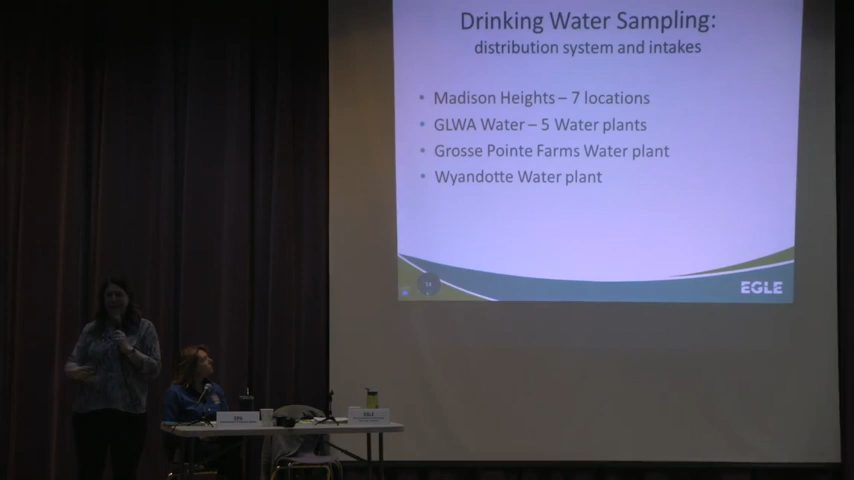 Drinking Water Sampling:
distribution system and intakes
• Madison Heights – 7 locations
• GLWA Water – 5 Water plants
• Grosse Pointe Farms Water plant
• Wyandotte Water plant
EGLE
EPA
EGLE